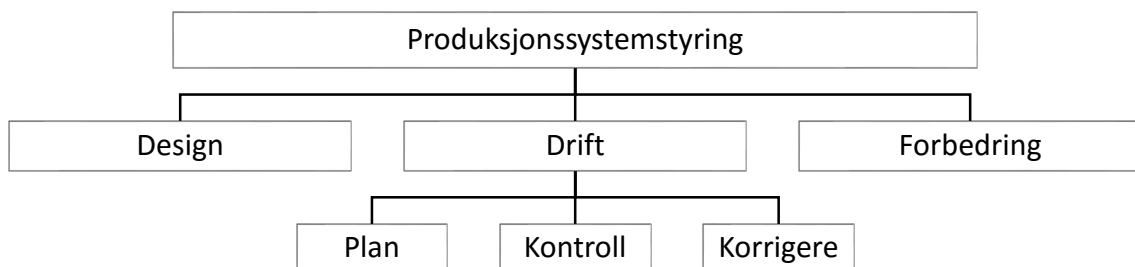 Produksjonssystemstyring
Design
Drift
Forbedring
Plan
Kontroll
Korrigere